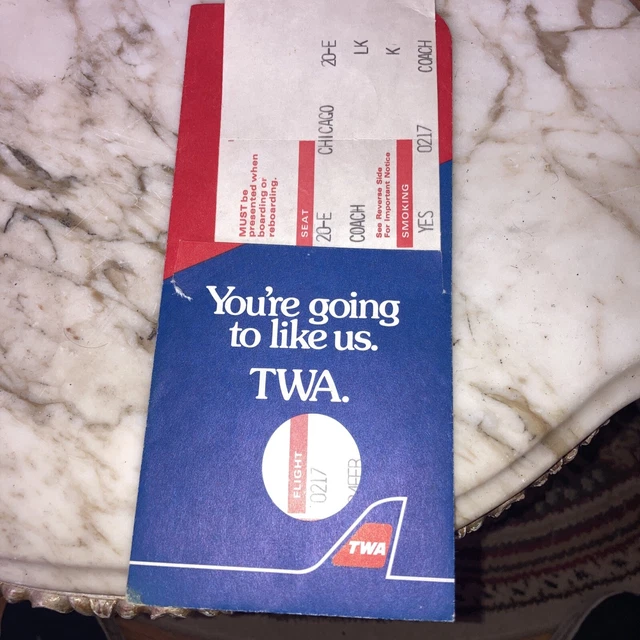 MUST be
presented when
boarding or
reboarding.
SEAT
20-E CHICAGO 20-E
COACH LK
See Reverse Side
For Important Notice K
SMOKING
YES 0217 COACH
You're going
to like us.
TWA.
FLIGHT
0217
TWA